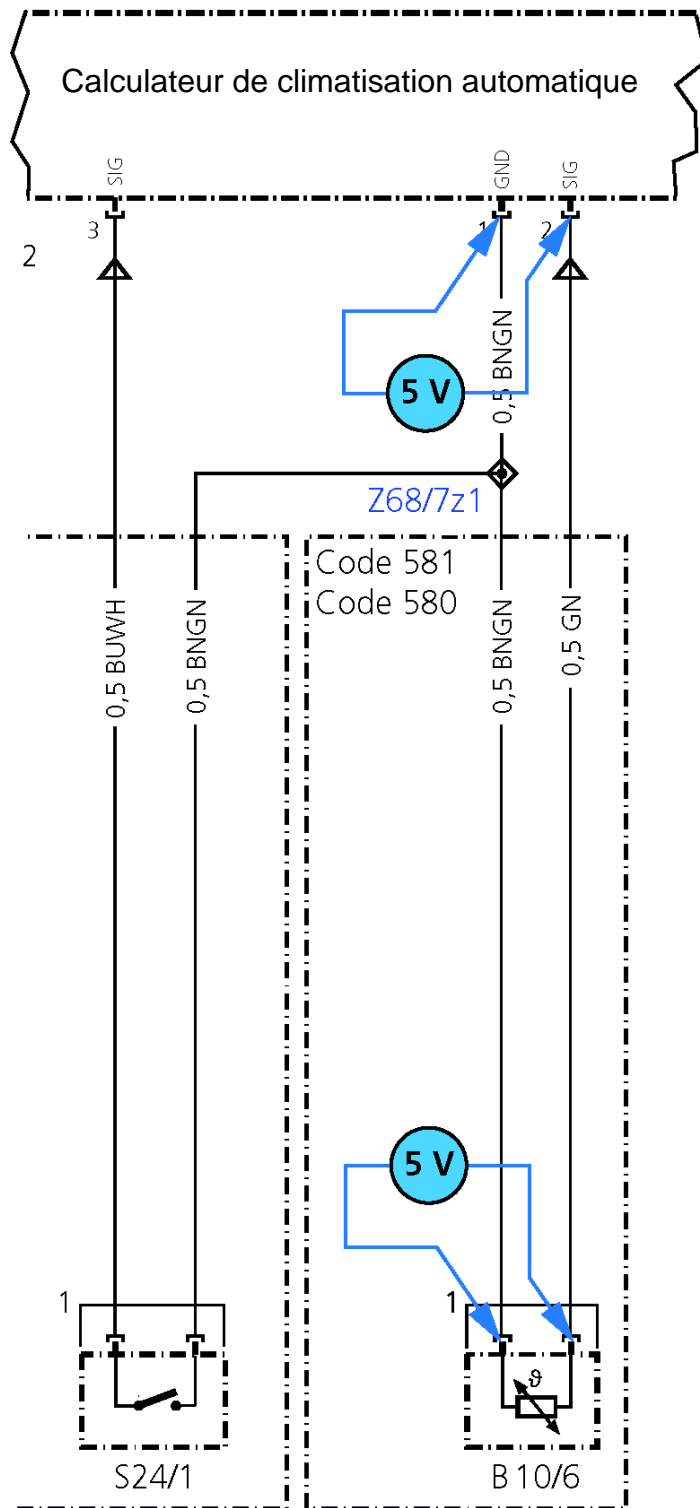 Calculateur de climatisation automatique
SIG
GND
SIG
3
1
2
2
5 V
0,5 BNGN
Z68/7z1
Code 581
Code 580
0,5 BUWH
0,5 BNGN
0,5 BNGN
0,5 GN
5 V
1
1
ϑ
S24/1
B10/6